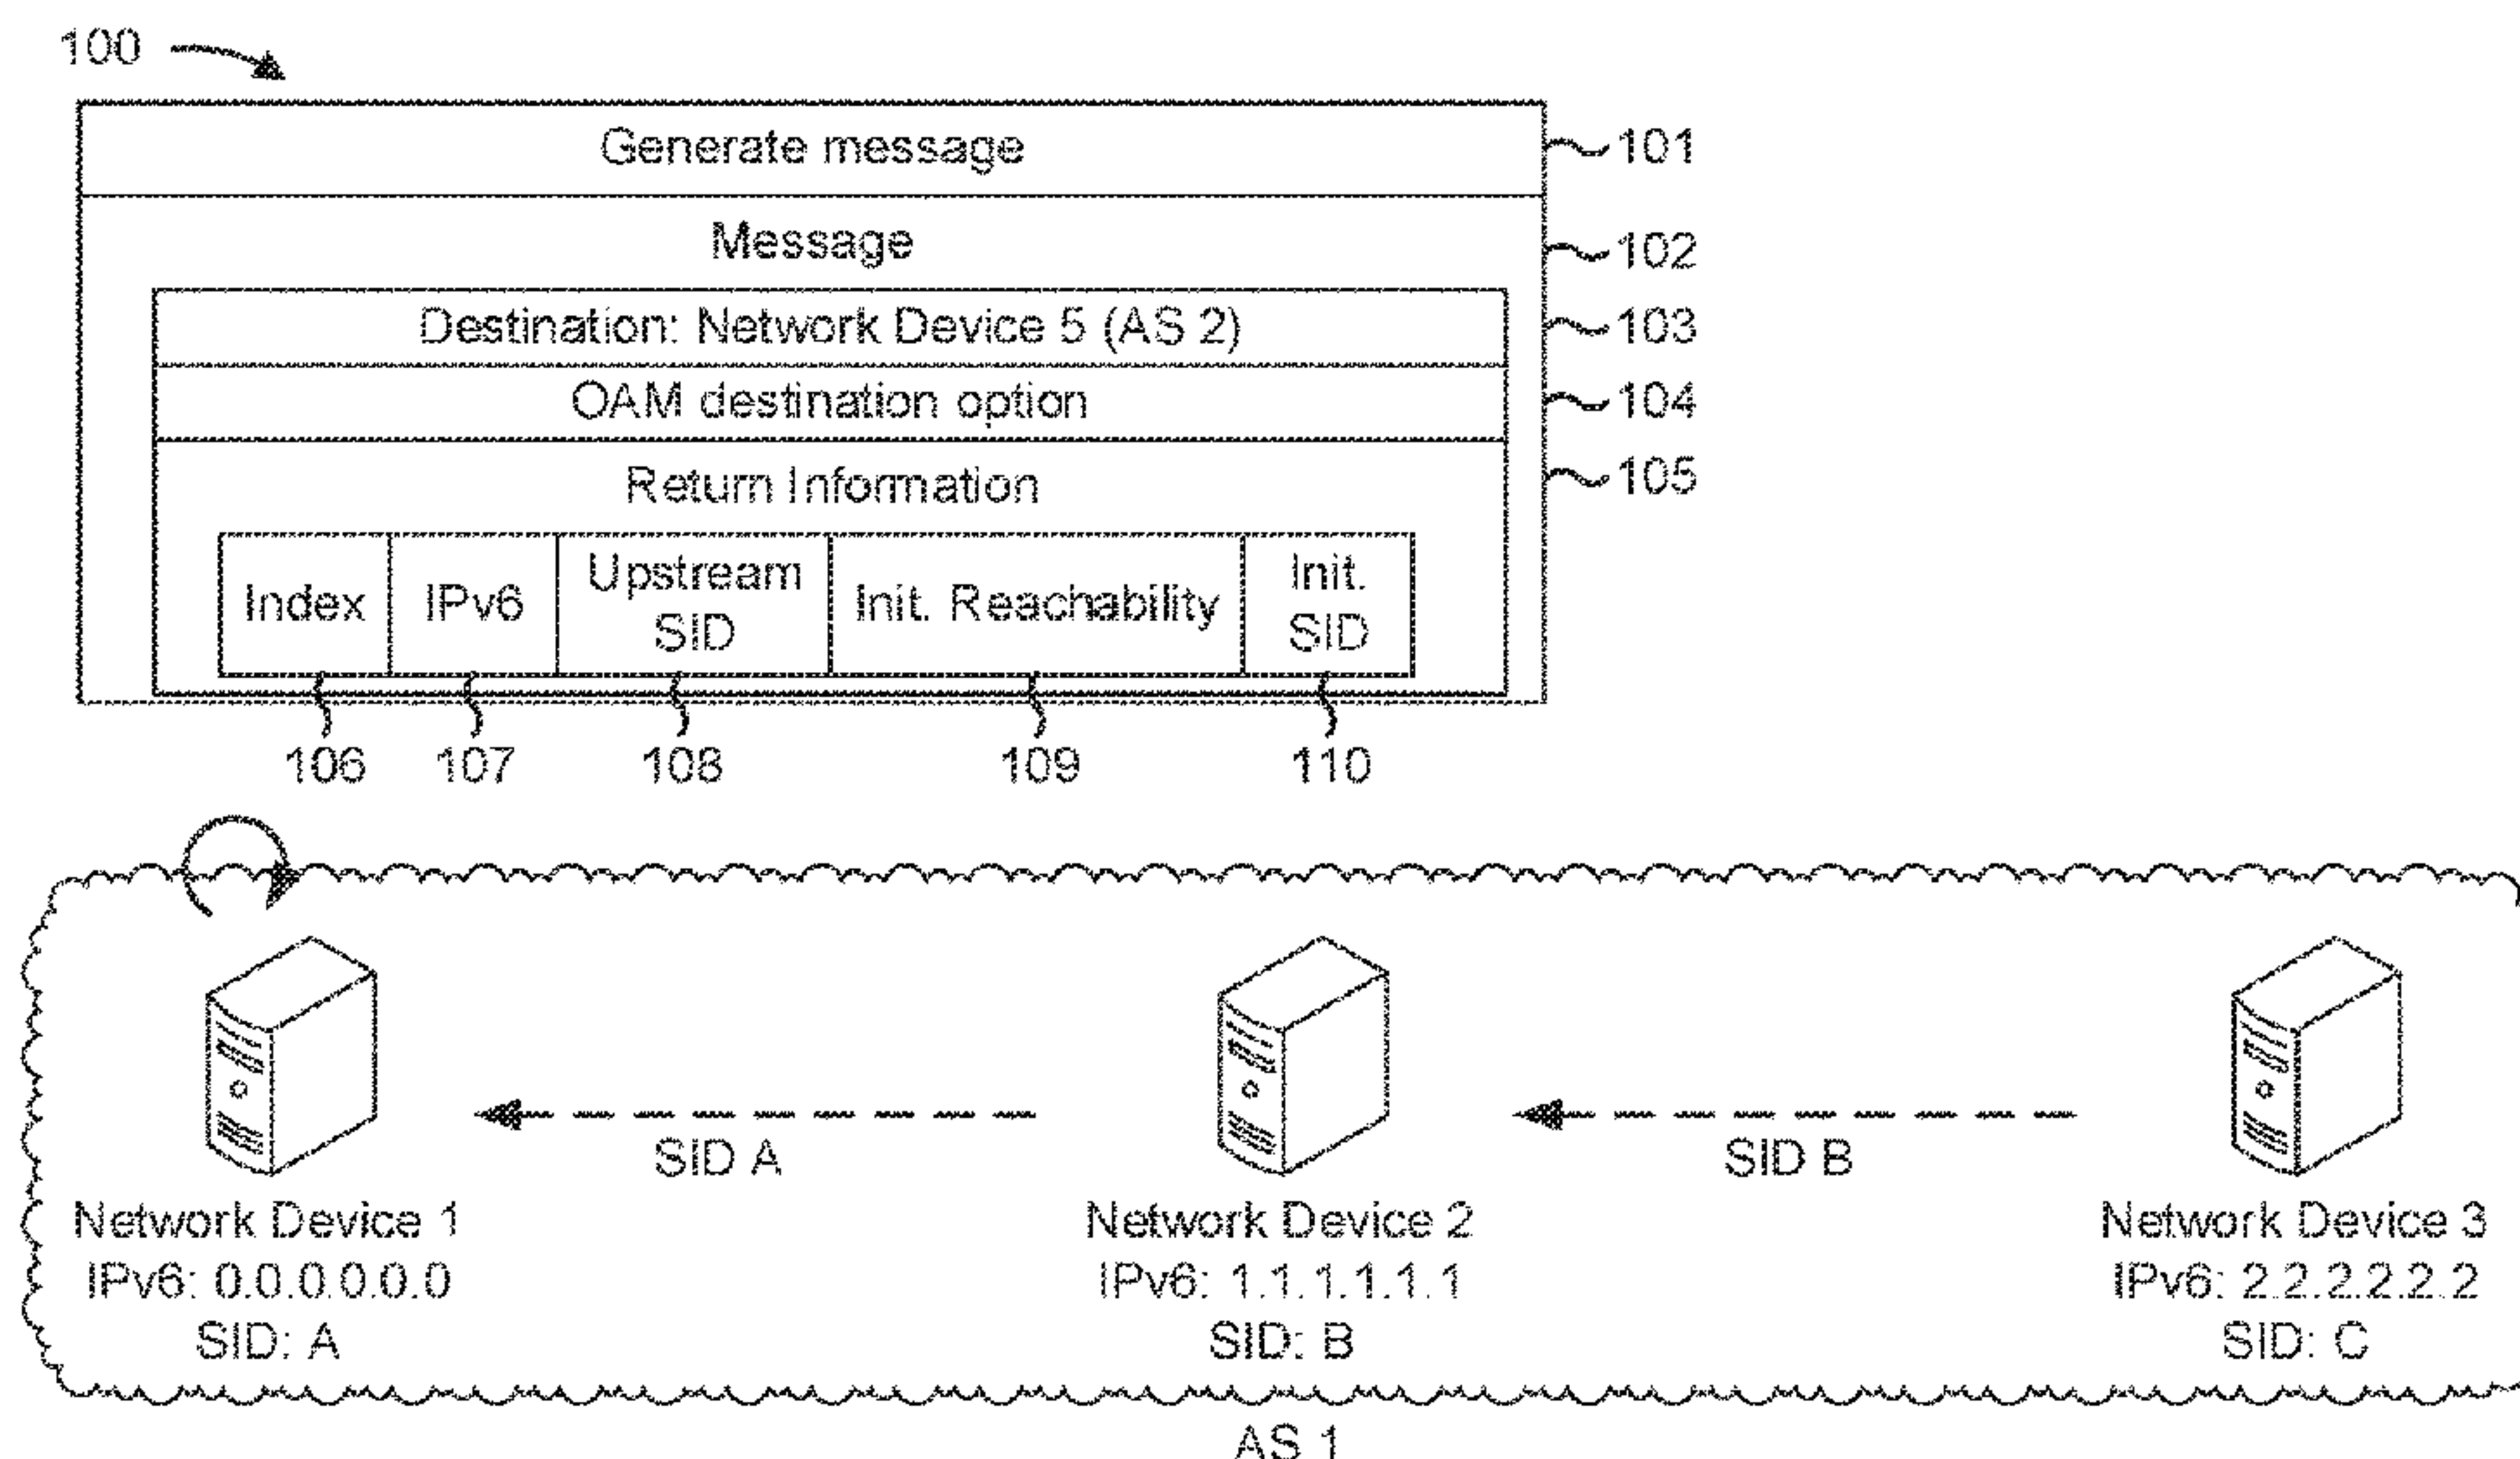 100
Generate message
101
Message
102
Destination: Network Device 5 (AS 2)
103
OAM destination option
104
Return Information
105
Index
IPv6
Upstream
SID
Init. Reachability
Init.
SID
106
107
108
109
110
SID A
SID B
Network Device 1
IPv6: 0.0.0.0.0.0
SID: A
Network Device 2
IPv6: 1.1.1.1.1.1
SID: B
Network Device 3
IPv6: 2.2.2.2.2.2
SID: C
AS 1